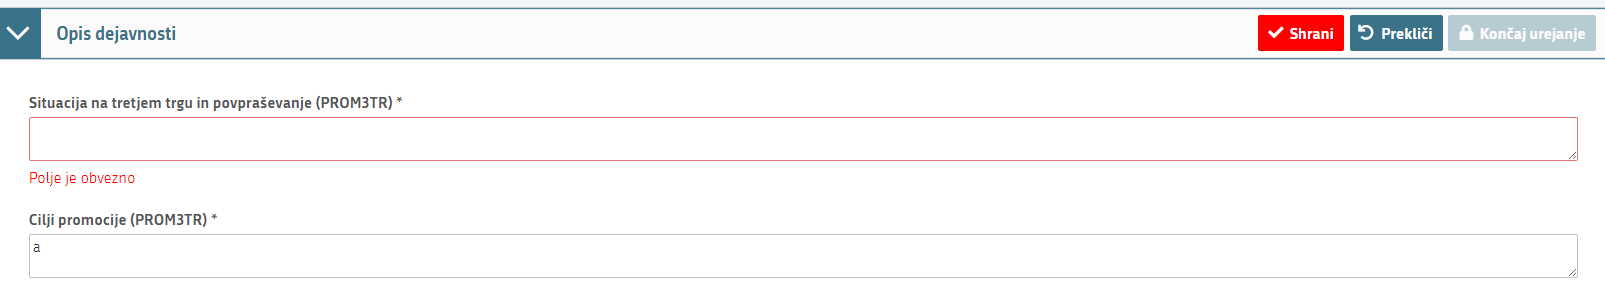 Opis dejavnosti
Shrani
Prekliči
Končaj urejanje
Situacija na tretjem trgu in povpraševanje (PROM3TR) *
Polje je obvezno
Cilji promocije (PROM3TR) *
a